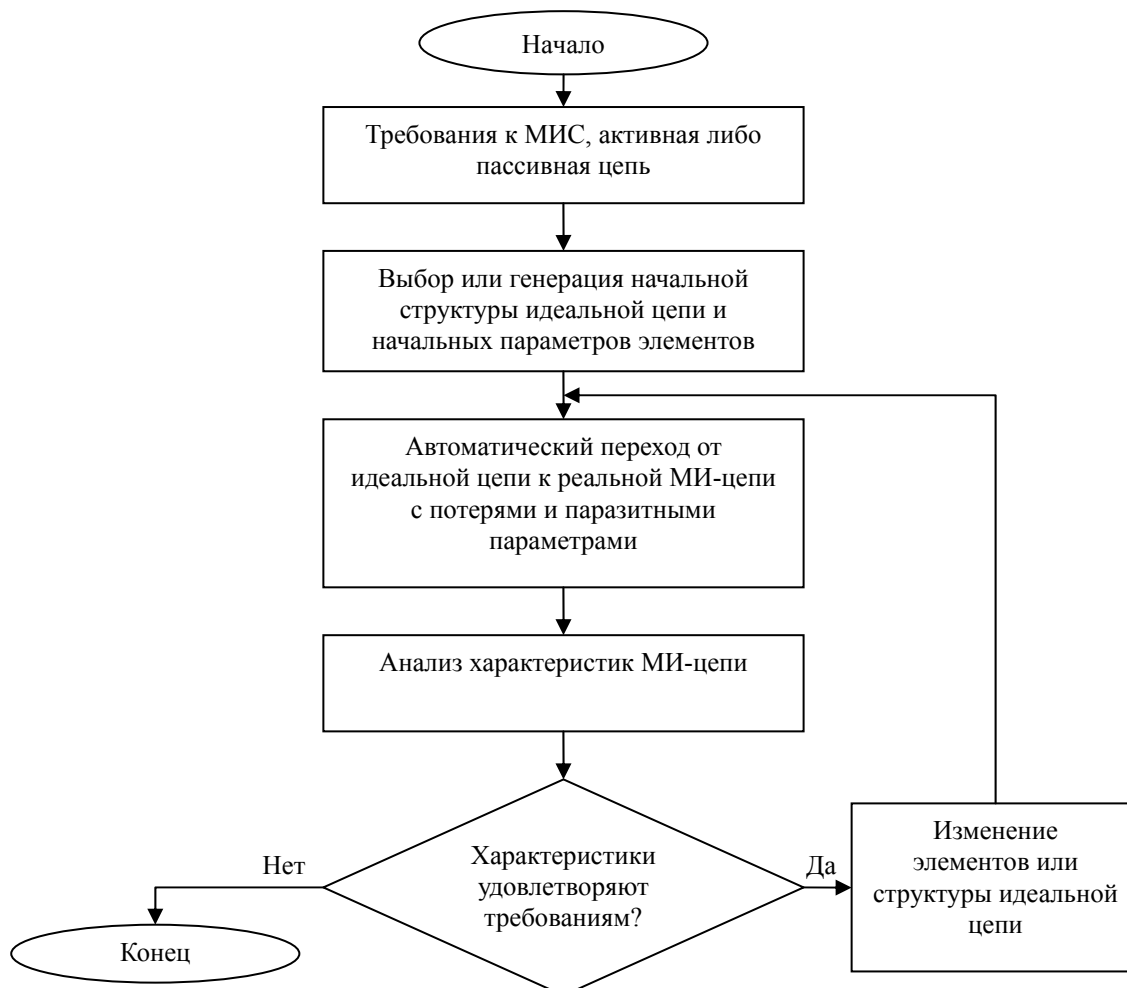 Начало
Требования к МИС, активная либо
пассивная цепь
Выбор или генерация начальной
структуры идеальной цепи и
начальных параметров элементов
Автоматический переход от
идеальной цепи к реальной МИ-цепи
с потерями и паразитными
параметрами
Анализ характеристик МИ-цепи
Характеристики
удовлетворяют
требованиям?
Нет
Да
Изменение
элементов или
структуры идеальной
цепи
Конец